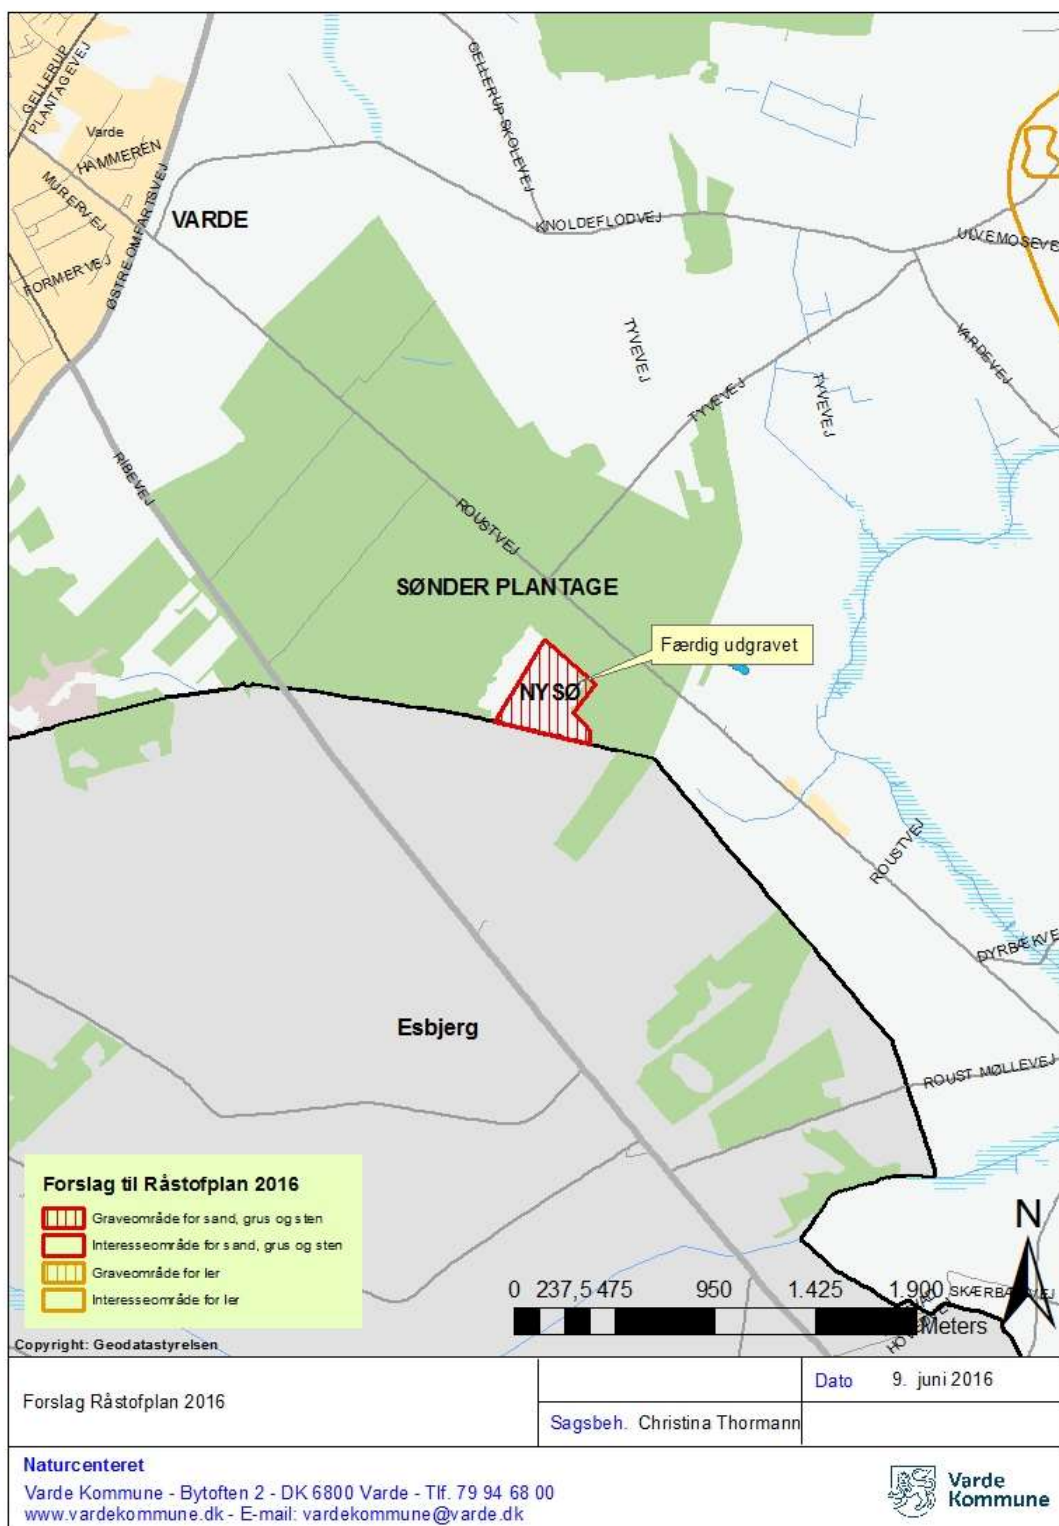 GELLERUP
PLANTAGEVEJ
Varde
HAMMEREN
MURERVEJ
FORMERVEJ
ØSTRE OMFARTSVEJ
VARDE
GELLERUP SKOLEVEJ
KNOLDEFLODVEJ
ULVEMOSEVEJ
TYVEVEJ
TYVEVEJ
TYVEVEJ
VARDEVEJ
RIBEVEJ
ROUSTVEJ
SØNDER PLANTAGE
Færdig udgravet
NYSØ
ROUSTVEJ
DYRBÆKVE
Esbjerg
ROUST MØLLEVEJ
Forslag til Råstofplan 2016
Graveområde for sand, grus og sten
Interesseområde for sand, grus og sten
Graveområde for ler
Interesseområde for ler
N
0 237,5 475 950 1.425 1.900
Meters
Copyright: Geodatastyrelsen
Forslag Råstofplan 2016
Dato 9. juni 2016
Sagsbeh. Christina Thormann
Naturcenteret
Varde Kommune - Bytoften 2 - DK 6800 Varde - Tlf. 79 94 68 00
www.vardekommune.dk - E-mail: vardekommune@varde.dk
Varde
Kommune